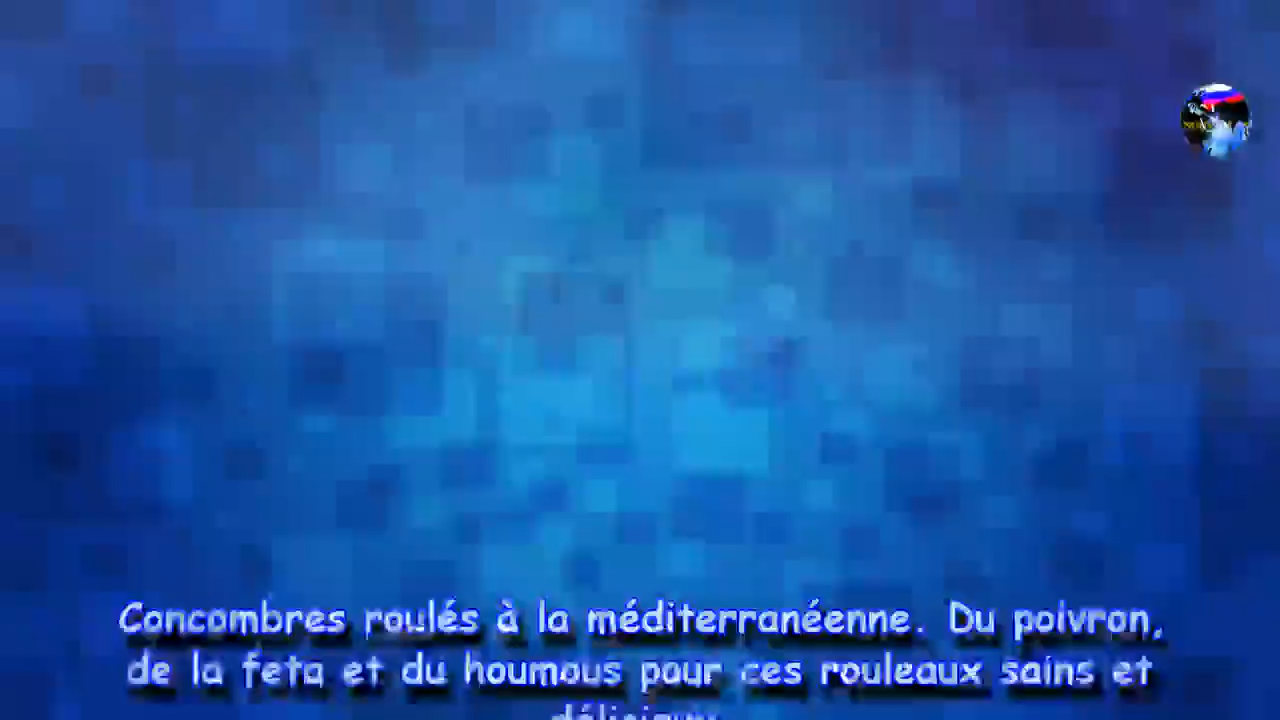 Concombres roulés à la méditerranéenne. Du poivron,
de la feta et du houmous pour ces rouleaux sains et